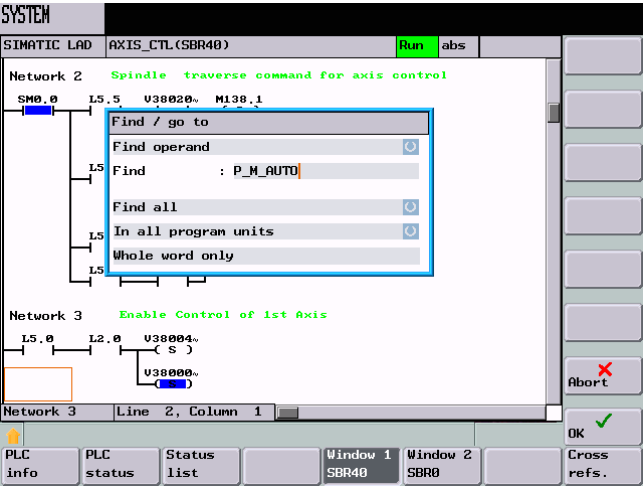 SYSTEM
SIMATIC LAD AXIS_CTL(SBR40) Run abs
Network 2 Spindle traverse command for axis control
SM0.0 L5.5 V38020~ M138.1
Find / go to
Find operand
L5 Find : P_M_AUTO
Find all
L5 In all program units
Whole word only
L5
Network 3 Enable Control of 1st Axis
L5.0 L2.0 V38004~
( S )
V38000~
( S )
Abort
Network 3 Line 2, Column 1
OK
PLC info
PLC status
Status list
Window 1 SBR40
Window 2 SBR0
Cross refs.